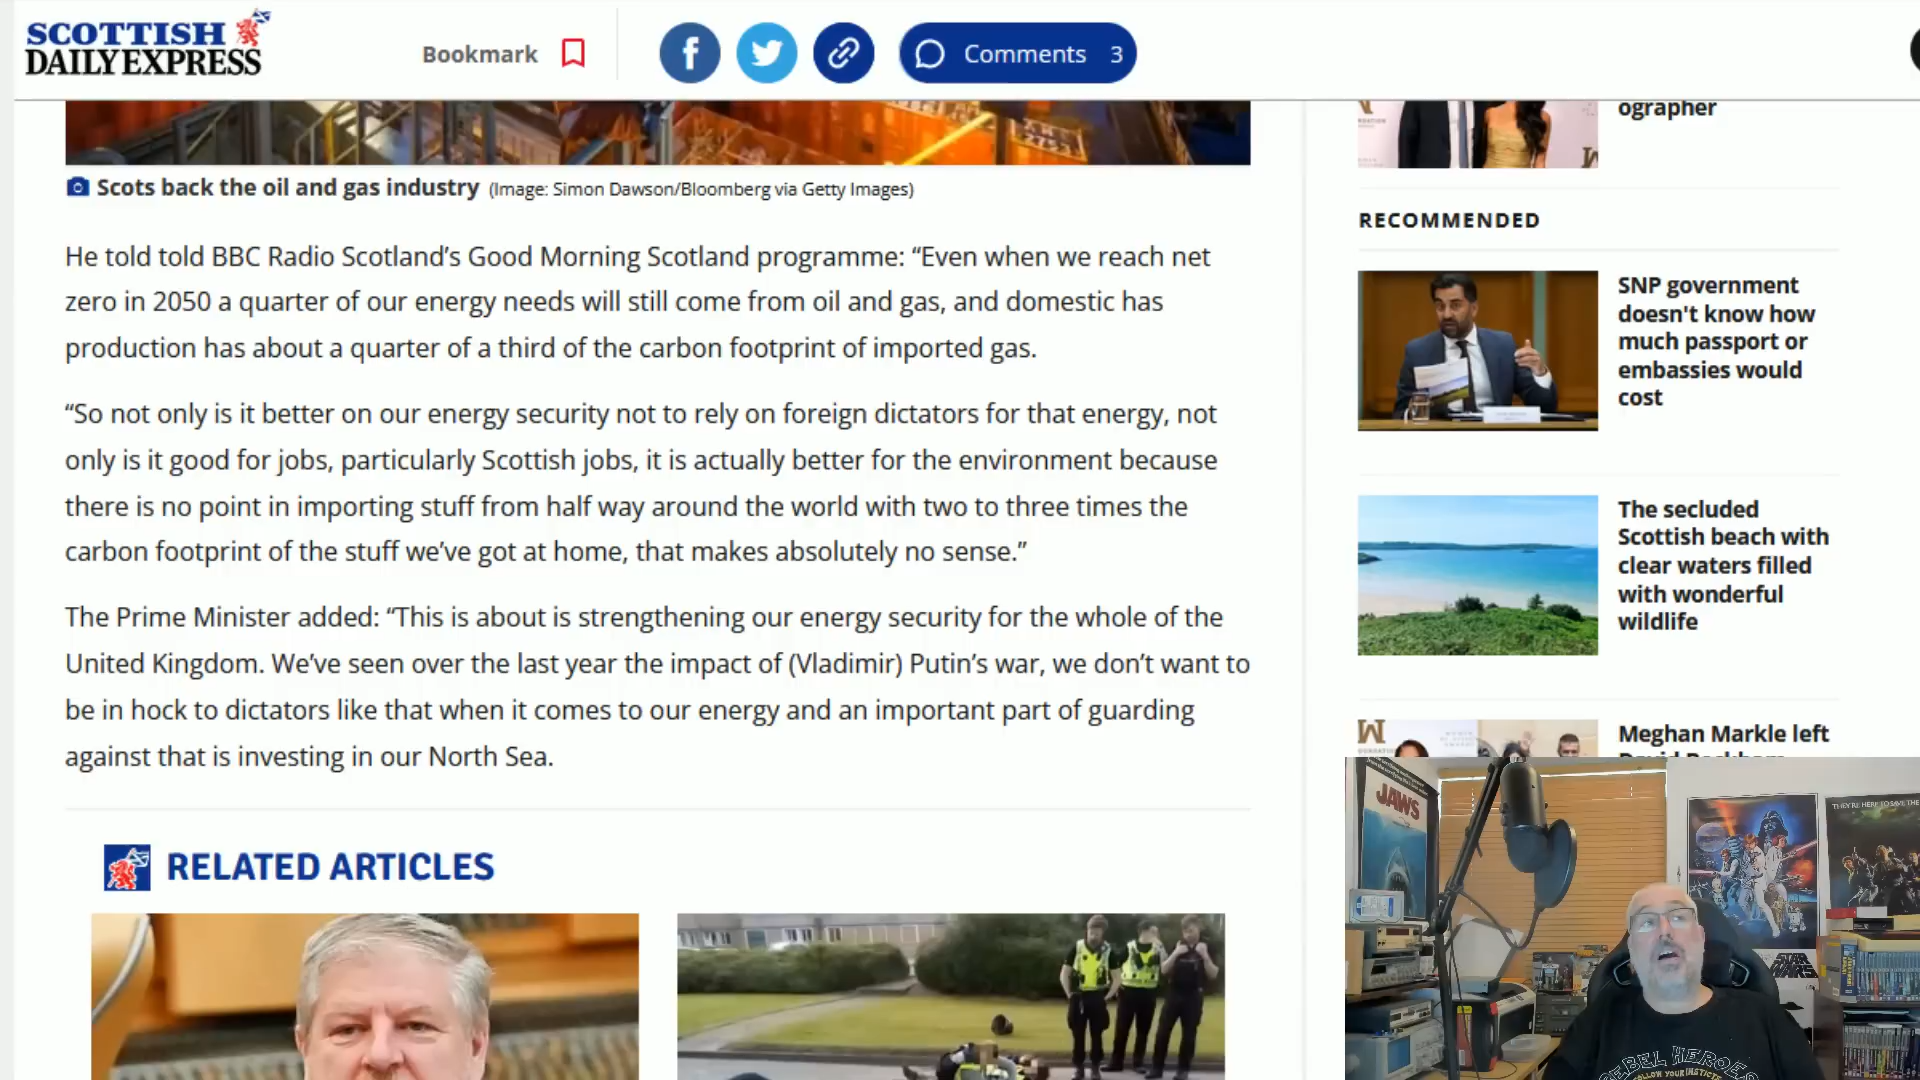 SCOTTISH
DAILY EXPRESS
Bookmark
f
Comments 3
ographer
Scots back the oil and gas industry (Image: Simon Dawson/Bloomberg via Getty Images)
He told told BBC Radio Scotland’s Good Morning Scotland programme: “Even when we reach net
zero in 2050 a quarter of our energy needs will still come from oil and gas, and domestic has
production has about a quarter of a third of the carbon footprint of imported gas.
“So not only is it better on our energy security not to rely on foreign dictators for that energy, not
only is it good for jobs, particularly Scottish jobs, it is actually better for the environment because
there is no point in importing stuff from half way around the world with two to three times the
carbon footprint of the stuff we’ve got at home, that makes absolutely no sense.”
The Prime Minister added: “This is about is strengthening our energy security for the whole of the
United Kingdom. We’ve seen over the last year the impact of (Vladimir) Putin’s war, we don’t want to
be in hock to dictators like that when it comes to our energy and an important part of guarding
against that is investing in our North Sea.
RELATED ARTICLES
RECOMMENDED
SNP government
doesn't know how
much passport or
embassies would
cost
The secluded
Scottish beach with
clear waters filled
with wonderful
wildlife
Meghan Markle left
JAWS
THEY'RE HERE TO SAVE THE
STAR
WARS
REBEL HEROES